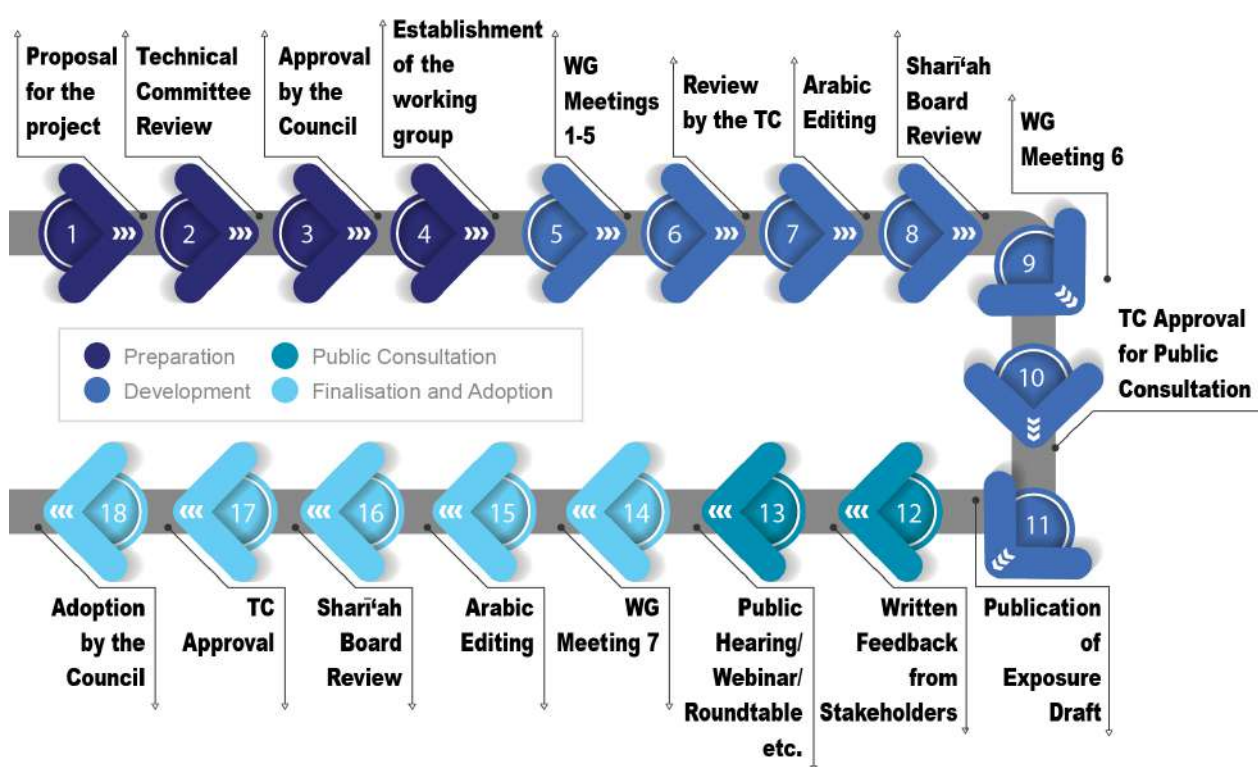 Proposal
for the
project
Technical
Committee
Review
Approval
by the
Council
Establishment
of the
working
group
WG
Meetings
1-5
Review
by the TC
Arabic
Editing
Sharī‘ah
Board
Review
WG
Meeting 6
1
2
3
4
5
6
7
8
9
TC Approval
for Public
Consultation
10
Preparation
Public Consultation
Development
Finalisation and Adoption
18
17
16
15
14
13
12
11
Adoption
by the
Council
TC
Approval
Sharī‘ah
Board
Review
Arabic
Editing
WG
Meeting 7
Public
Hearing/
Webinar/
Roundtable
etc.
Written
Feedback
from
Stakeholders
Publication
of
Exposure
Draft